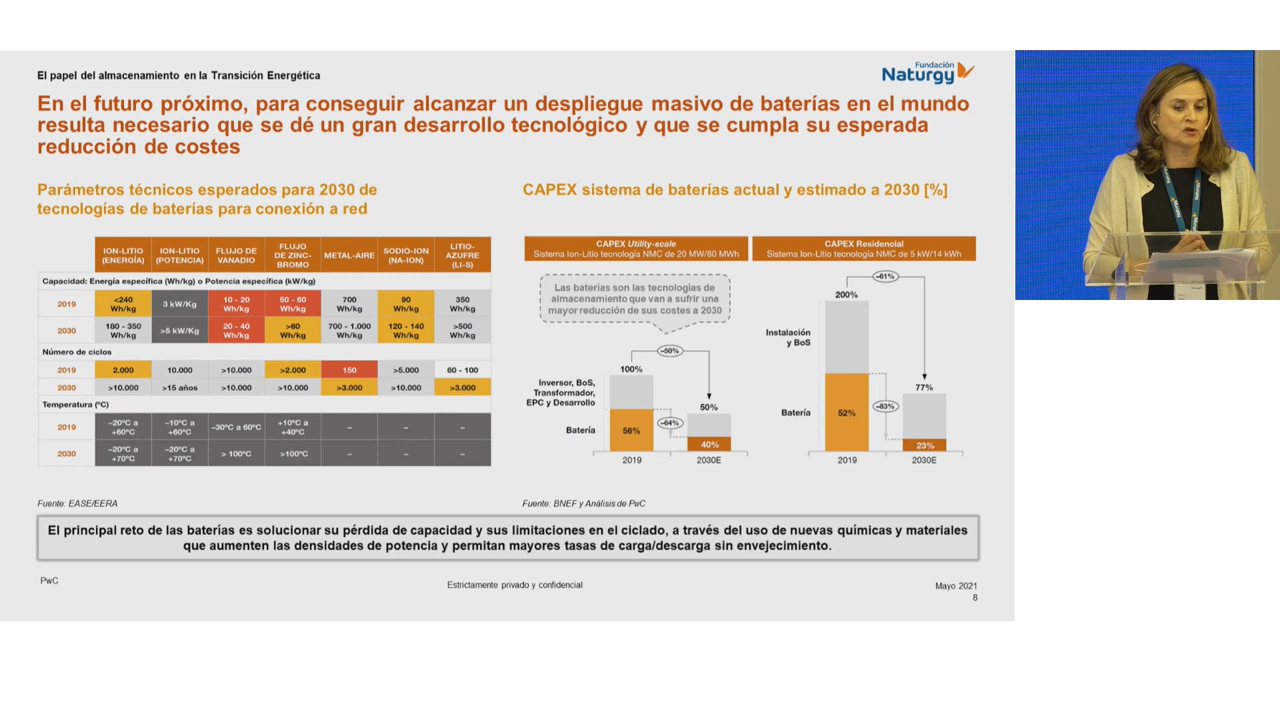 El papel del almacenamiento en la Transición Energética
Fundación
Naturgy
En el futuro próximo, para conseguir alcanzar un despliegue masivo de baterías en el mundo
resulta necesario que se dé un gran desarrollo tecnológico y que se cumpla su esperada
reducción de costes
Parámetros técnicos esperados para 2030 de
tecnologías de baterías para conexión a red
ION-LITIO (ENERGÍA) ION-LITIO (POTENCIA) FLUJO DE VANADIO FLUJO DE ZINC-BROMO METAL-AIRE SODIO-ION (NA-ION) LITIO-AZUFRE (LI-S)
Capacidad: Energía específica (Wh/kg) o Potencia específica (kW/kg)
2019 <240 Wh/kg 3 kW/Kg 10 - 20 Wh/kg 50 - 60 Wh/kg 700 Wh/kg 90 Wh/kg 350 Wh/kg
2030 180 - 350 Wh/kg >5 kW/Kg 20 - 40 Wh/kg >60 Wh/kg 700 - 1.000 Wh/kg 120 - 140 Wh/kg >500 Wh/kg
Número de ciclos
2019 2.000 10.000 >10.000 >2.000 150 >5.000 60 - 100
2030 >10.000 >15 años >10.000 >10.000 >3.000 >10.000 >3.000
Temperatura (ºC)
2019 –20ºC a +60ºC –10ºC a +60ºC –30ºC a 60ºC +10ºC a +40ºC – – –
2030 –20ºC a +70ºC –20ºC a +70ºC > 100ºC >100ºC – – –
Fuente: EASE/EERA
CAPEX sistema de baterías actual y estimado a 2030 [%]
CAPEX Utility-scale
Sistema Ion-Litio tecnología NMC de 20 MW/80 MWh
Las baterías son las tecnologías de
almacenamiento que van a sufrir una
mayor reducción de sus costes a 2030
–50%
100%
Inversor, BoS,
Transformador,
EPC y Desarrollo
50%
–64%
Batería
56%
40%
2019 2030E
CAPEX Residencial
Sistema Ion-Litio tecnología NMC de 5 kW/14 kWh
–61%
200%
Instalación
y BoS
77%
–83%
Batería
52%
23%
2019 2030E
Fuente: BNEF y Análisis de PwC
El principal reto de las baterías es solucionar su pérdida de capacidad y sus limitaciones en el ciclado, a través del uso de nuevas químicas y materiales
que aumenten las densidades de potencia y permitan mayores tasas de carga/descarga sin envejecimiento.
PwC
Estrictamente privado y confidencial
Mayo 2021
8